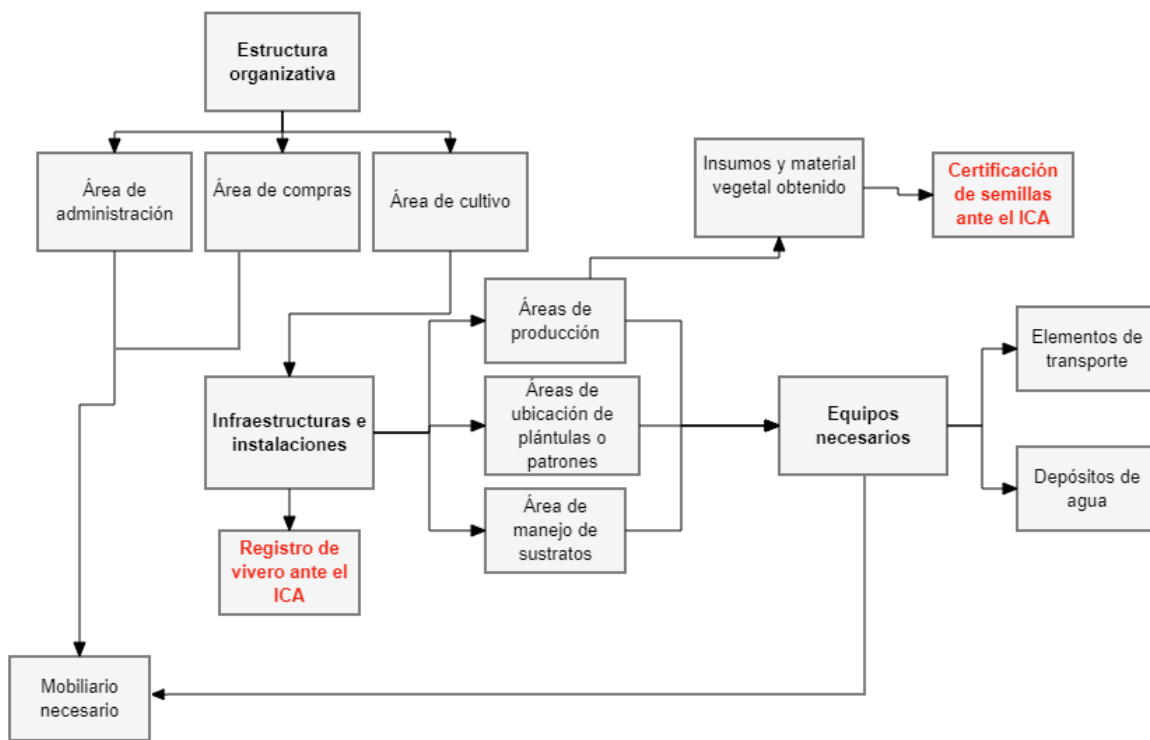 Estructura
organizativa
Área de
administración
Área de compras
Área de cultivo
Insumos y material
vegetal obtenido
Certificación
de semillas
ante el ICA
Áreas de
producción
Elementos de
transporte
Infraestructuras e
instalaciones
Áreas de
ubicación de
plántulas o
patrones
Equipos
necesarios
Área de
manejo de
sustratos
Depósitos de
agua
Registro de
vivero ante el
ICA
Mobiliario
necesario